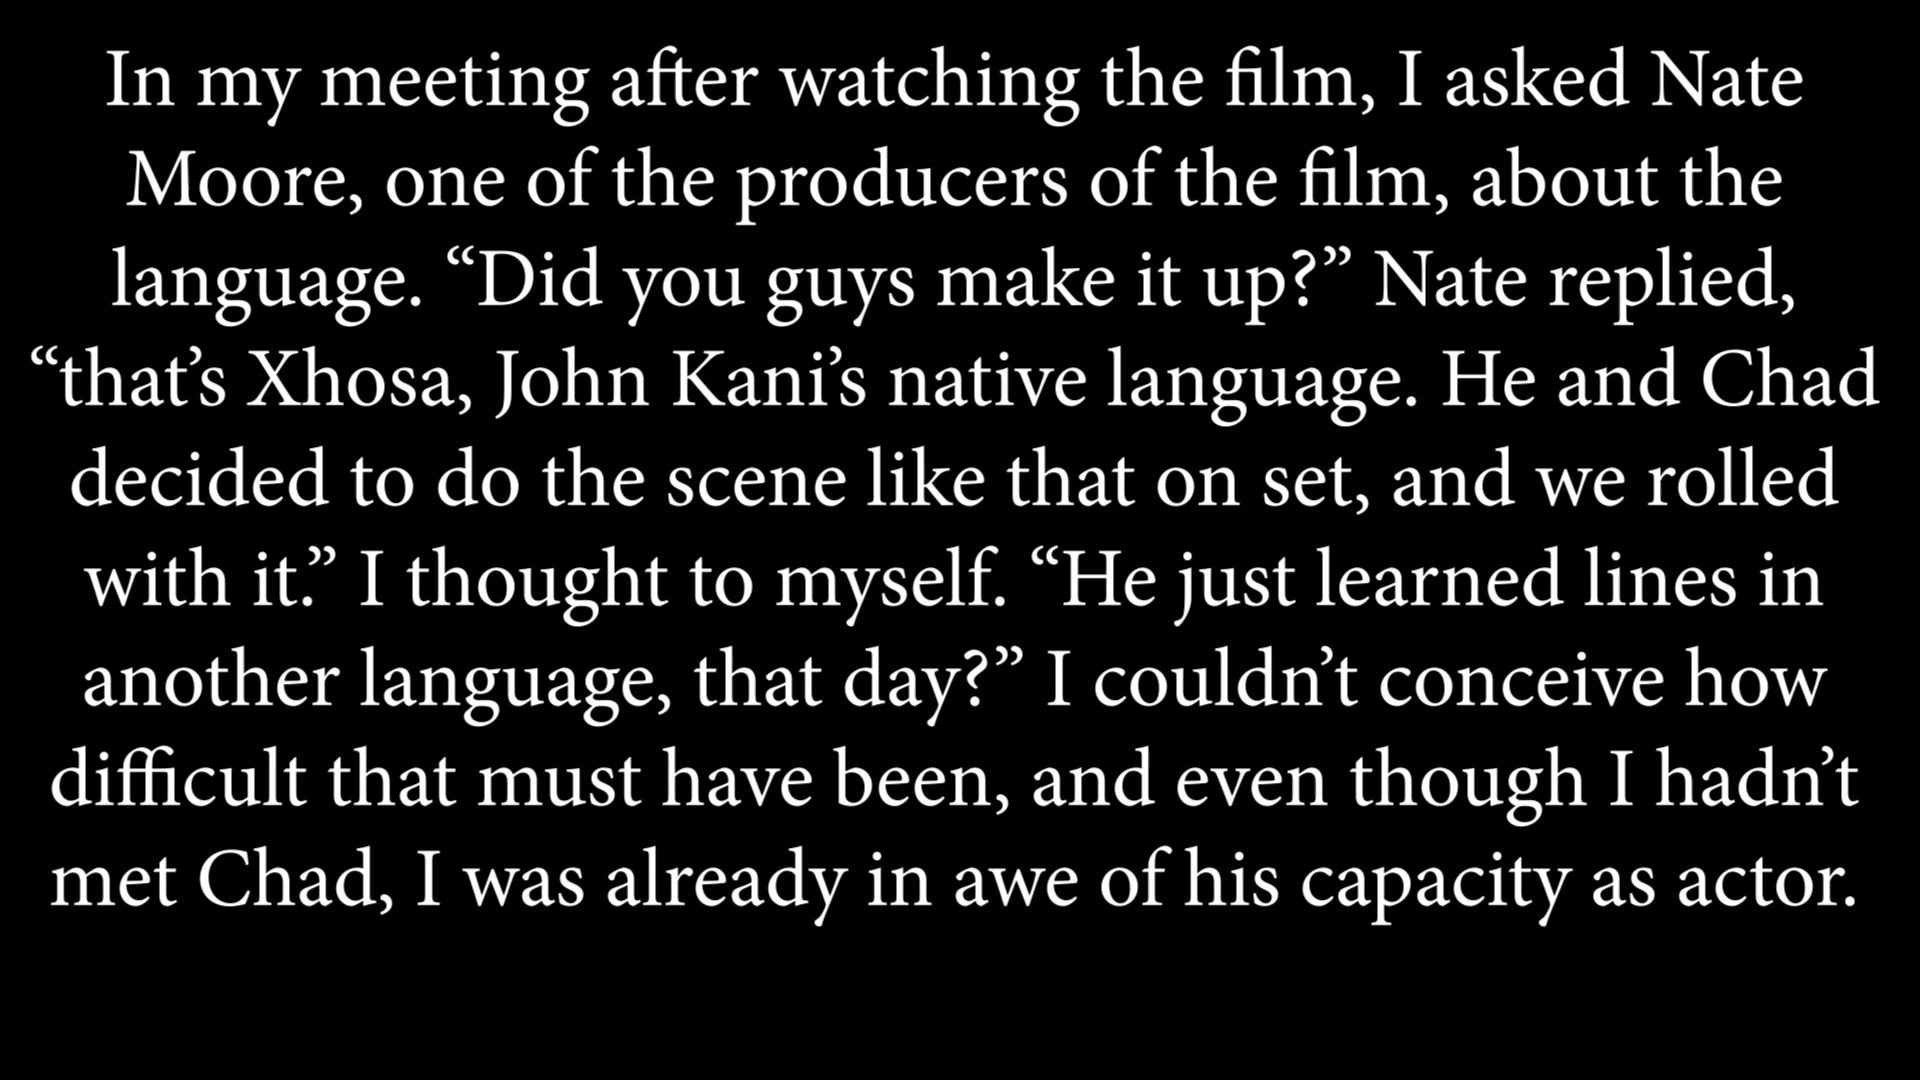 In my meeting after watching the film, I asked Nate
Moore, one of the producers of the film, about the
language. “Did you guys make it up?” Nate replied,
“that’s Xhosa, John Kani’s native language. He and Chad
decided to do the scene like that on set, and we rolled
with it.” I thought to myself. “He just learned lines in
another language, that day?” I couldn’t conceive how
difficult that must have been, and even though I hadn’t
met Chad, I was already in awe of his capacity as actor.